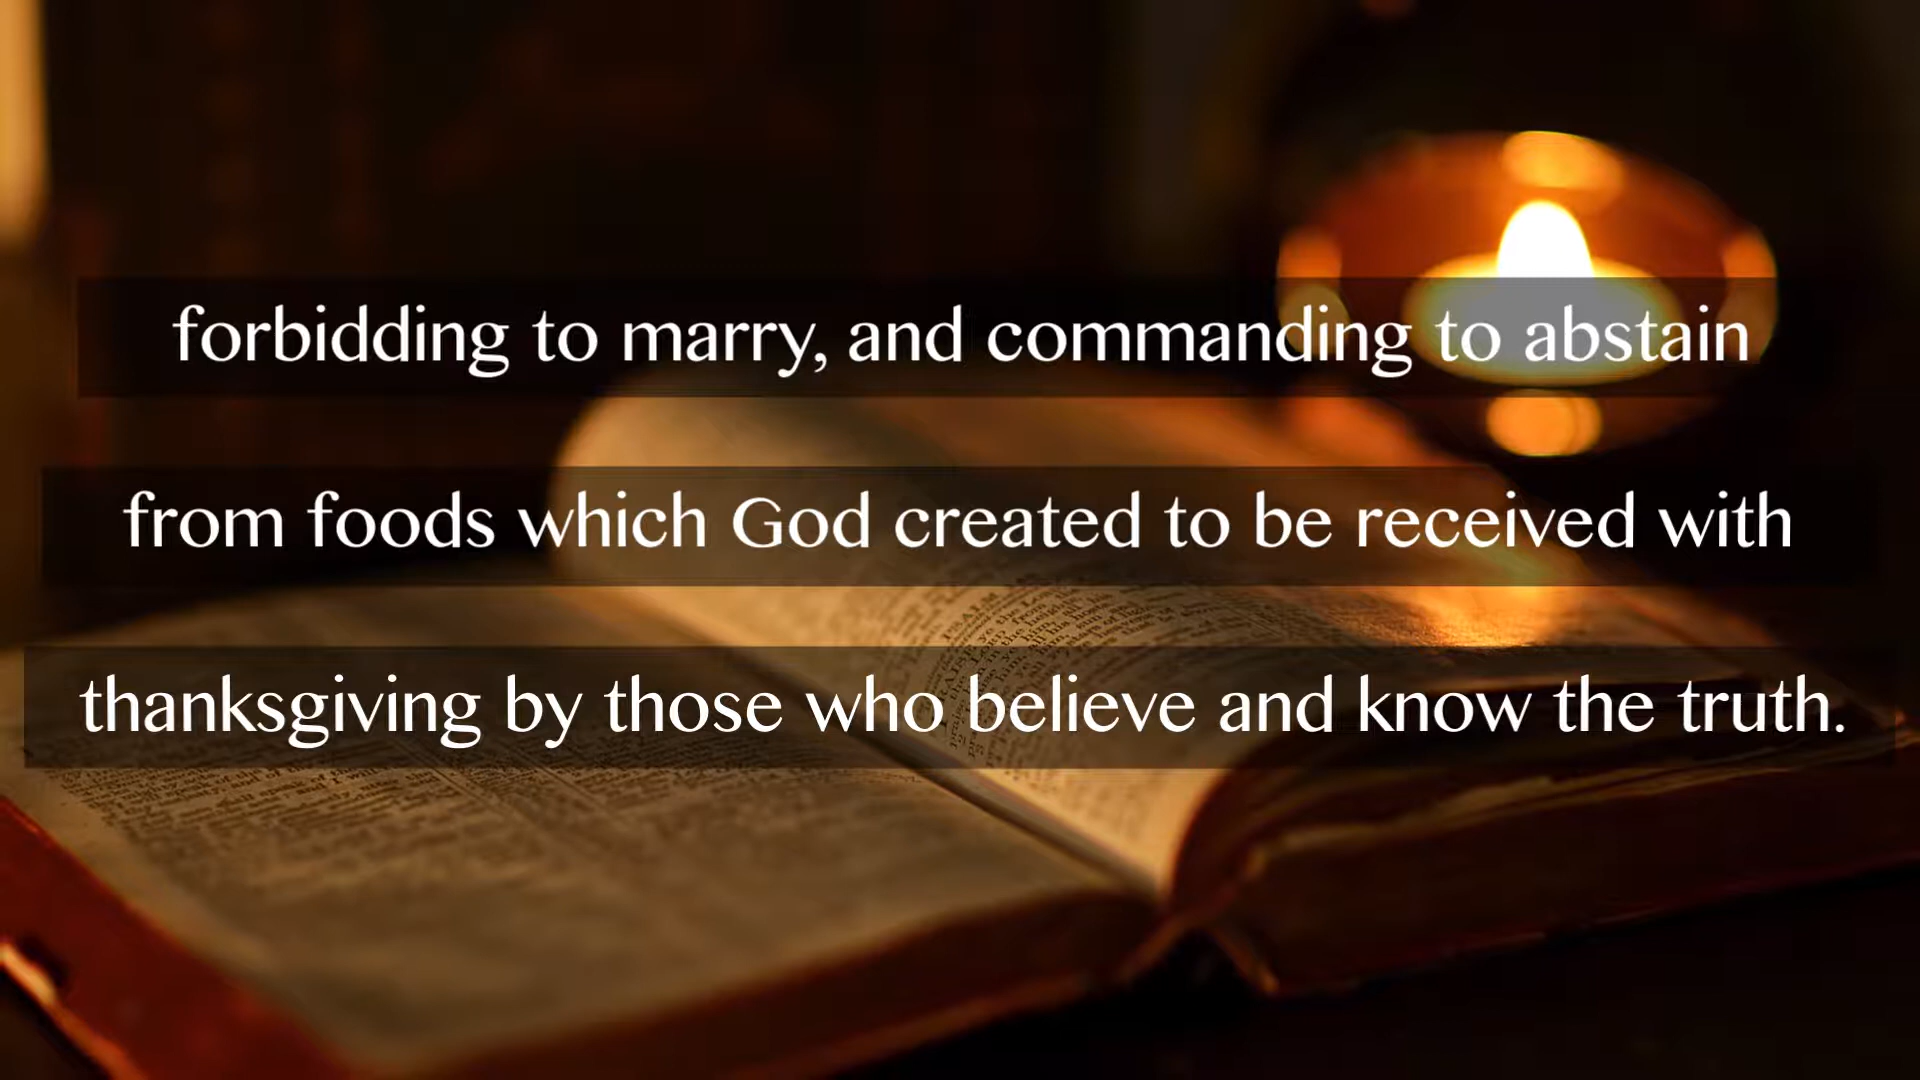 forbidding to marry, and commanding to abstain
from foods which God created to be received with
thanksgiving by those who believe and know the truth.